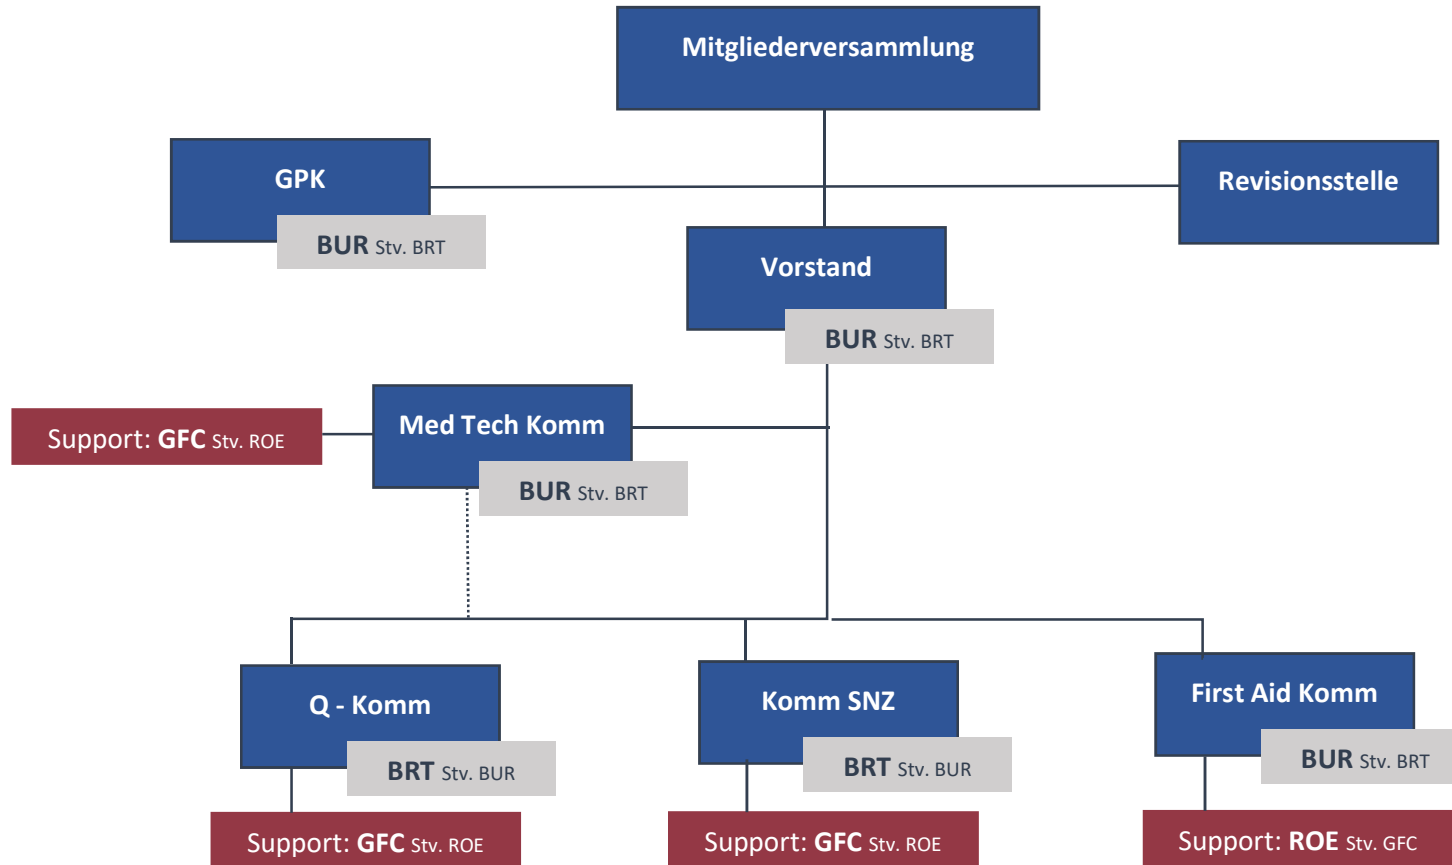 Mitgliederversammlung
GPK
BUR Stv. BRT
Revisionsstelle
Vorstand
BUR Stv. BRT
Support: GFC Stv. ROE
Med Tech Komm
BUR Stv. BRT
Q - Komm
BRT Stv. BUR
Support: GFC Stv. ROE
Komm SNZ
BRT Stv. BUR
Support: GFC Stv. ROE
First Aid Komm
BUR Stv. BRT
Support: ROE Stv. GFC